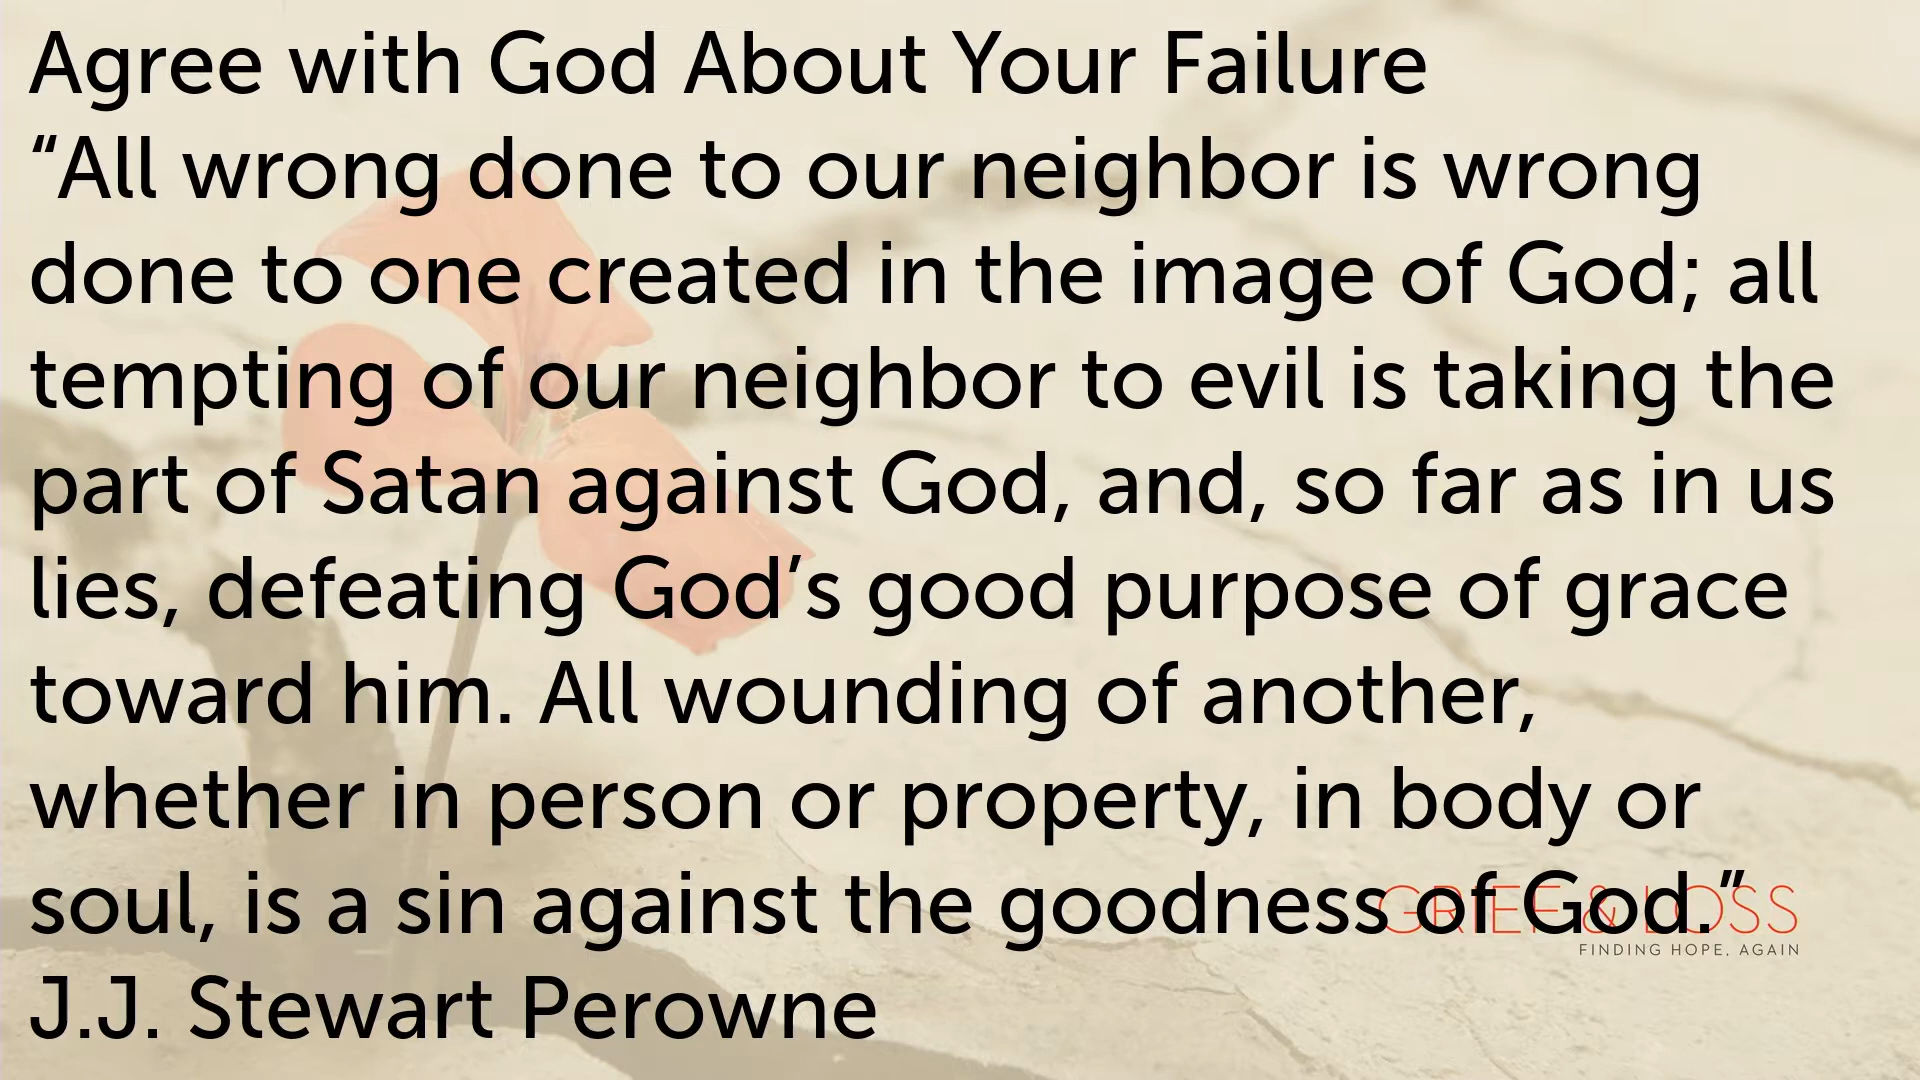 Agree with God About Your Failure
“All wrong done to our neighbor is wrong
done to one created in the image of God; all
tempting of our neighbor to evil is taking the
part of Satan against God, and, so far as in us
lies, defeating God’s good purpose of grace
toward him. All wounding of another,
whether in person or property, in body or
soul, is a sin against the goodness of God.”
GRIEF & LOSS
FINDING HOPE. AGAIN
J.J. Stewart Perowne